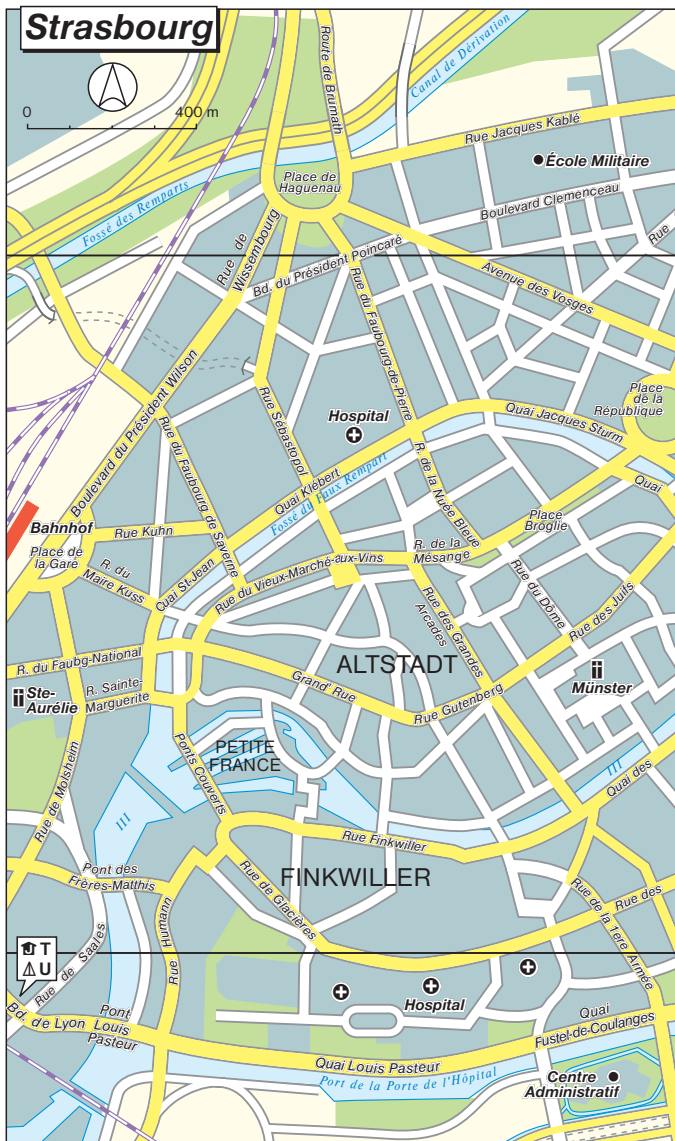 Strasbourg
0 400 m
Route de Brumath
Canal de Dérivation
Rue Jacques Kablé
École Militaire
Place de
Haguenau
Boulevard Clemenceau
Fossé des Remparts
Rue de
Wissembourg
Bd. du Président Poincaré
Rue
Avenue des Vosges
Rue du Faubourg-de-Pierre
Boulevard du Président Wilson
Place
de la
République
Hospital
Quai Jacques Sturm
Rue Sébastopol
Rue du Faubourg de Saverne
Quai Klébert
Fossé du Faux Rempart
R. de la Nuée Bleue
Quai
Bahnhof
Rue Kuhn
Place
Broglie
Place de
la Gare
R. du
Maire Kuss
Cuai St-Jean
Rue du Vieux-Marché-aux-Vins
R. de la
Mésange
Rue du Dôme
Rue des Juifs
Rue des Grandes
Arcades
R. du Faubg-National
ALTSTADT
Münster
Ste-
Aurélie
R. Sainte-
Marguerite
Grand' Rue
Rue Gutenberg
PETITE
FRANCE
Ponts Couverts
Ill
Quai des
Rue de Molsheim
Ill
Rue Finkwiller
Pont des
Frères-Matthis
FINKWILLER
Rue de Glacières
Rue de la 1ere Armée
Rue des
Rue Humann
T
U
Rue de Saales
Hospital
Bd. de Lyon
Pont
Louis
Pasteur
Quai
Fustel-de-Coulanges
Quai Louis Pasteur
Port de la Porte de l'Hôpital
Centre
Administratif